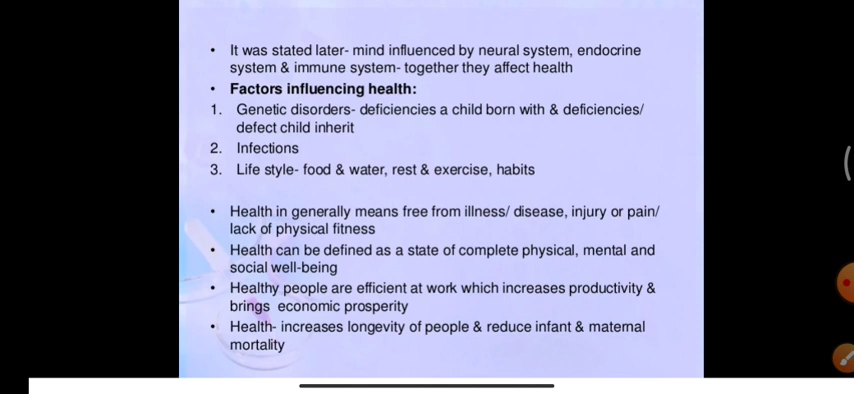 • It was stated later- mind influenced by neural system, endocrine
system & immune system- together they affect health
• Factors influencing health:
1. Genetic disorders- deficiencies a child born with & deficiencies/
defect child inherit
2. Infections
3. Life style- food & water, rest & exercise, habits
• Health in generally means free from illness/ disease, injury or pain/
lack of physical fitness
• Health can be defined as a state of complete physical, mental and
social well-being
• Healthy people are efficient at work which increases productivity &
brings economic prosperity
• Health- increases longevity of people & reduce infant & maternal
mortality